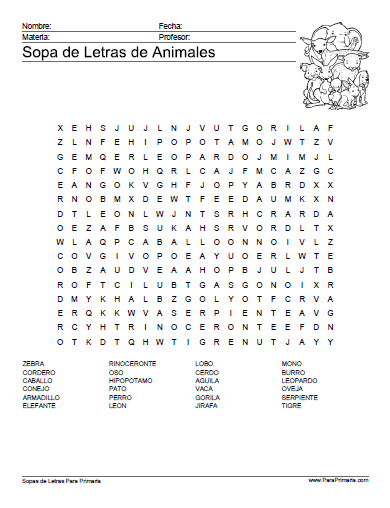 Nombre: Fecha:
Materia: Profesor:
Sopa de Letras de Animales
X E H S J U J L N J V U T G O R I L A F
Z L N F E H I P O P O T A M O J W T Z V
G E M Q E R L E O P A R D O J M I M J L
C F O F W O H Q R L C A J F M C A Z G C
E A N G O K V G H F J O P Y A B R D X X
R N O B M X D E W T F E E D A U M K X N
D T L E O N L W J N T S R H C R A R D A
O E Z A F B S U K A H S R V O R D L T X
W L A Q P C A B A L L O O N N O I V L Z
C O V G I V O P O E A Y U O E R L W T E
O B Z A U D V E A A H O P B J U L J T B
R O F T C I L U B T G A S G O N O I X R
D M Y K H A L B Z G O L Y O T F C R V A
E R Q K K W V A S E R P I E N T E A V G
R C Y H T R I N O C E R O N T E E F D N
O T K D T Q H W T I G R E N U T J A Y Y
ZEBRA RINOCERONTE LOBO MONO
CORDERO OSO CERDO BURRO
CABALLO HIPOPOTAMO AGUILA LEOPARDO
CONEJO PATO VACA OVEJA
ARMADILLO PERRO GORILA SERPIENTE
ELEFANTE LEON JIRAFA TIGRE
Sopas de Letras Para Primaria www.ParaPrimaria.com